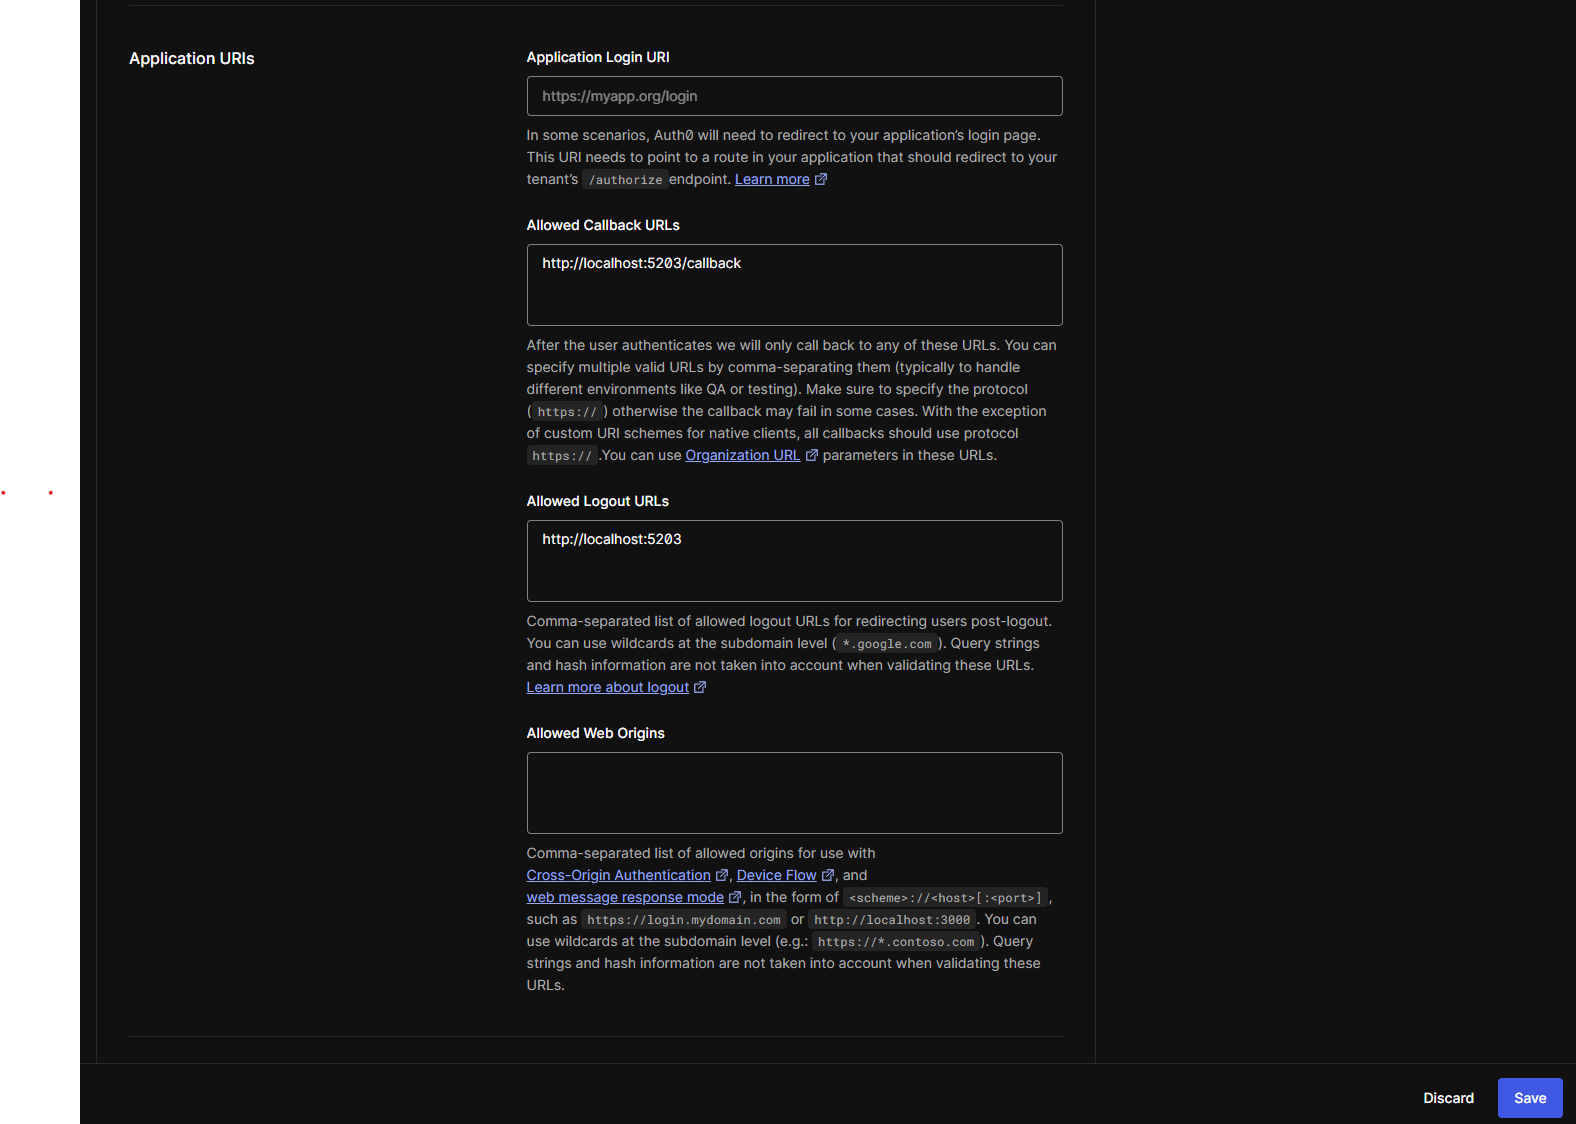 Application URIs
Application Login URI
https://myapp.org/login
In some scenarios, Auth0 will need to redirect to your application’s login page.
This URI needs to point to a route in your application that should redirect to your
tenant’s /authorize endpoint. Learn more
Allowed Callback URLs
http://localhost:5203/callback
After the user authenticates we will only call back to any of these URLs. You can
specify multiple valid URLs by comma-separating them (typically to handle
different environments like QA or testing). Make sure to specify the protocol
( https:// ) otherwise the callback may fail in some cases. With the exception
of custom URI schemes for native clients, all callbacks should use protocol
https:// .You can use Organization URL parameters in these URLs.
Allowed Logout URLs
http://localhost:5203
Comma-separated list of allowed logout URLs for redirecting users post-logout.
You can use wildcards at the subdomain level ( *.google.com ). Query strings
and hash information are not taken into account when validating these URLs.
Learn more about logout
Allowed Web Origins
Comma-separated list of allowed origins for use with
Cross-Origin Authentication , Device Flow , and
web message response mode , in the form of <scheme>://<host>[:<port>] ,
such as https://login.mydomain.com or http://localhost:3000 . You can
use wildcards at the subdomain level (e.g.: https://*.contoso.com ). Query
strings and hash information are not taken into account when validating these
URLs.
Discard
Save